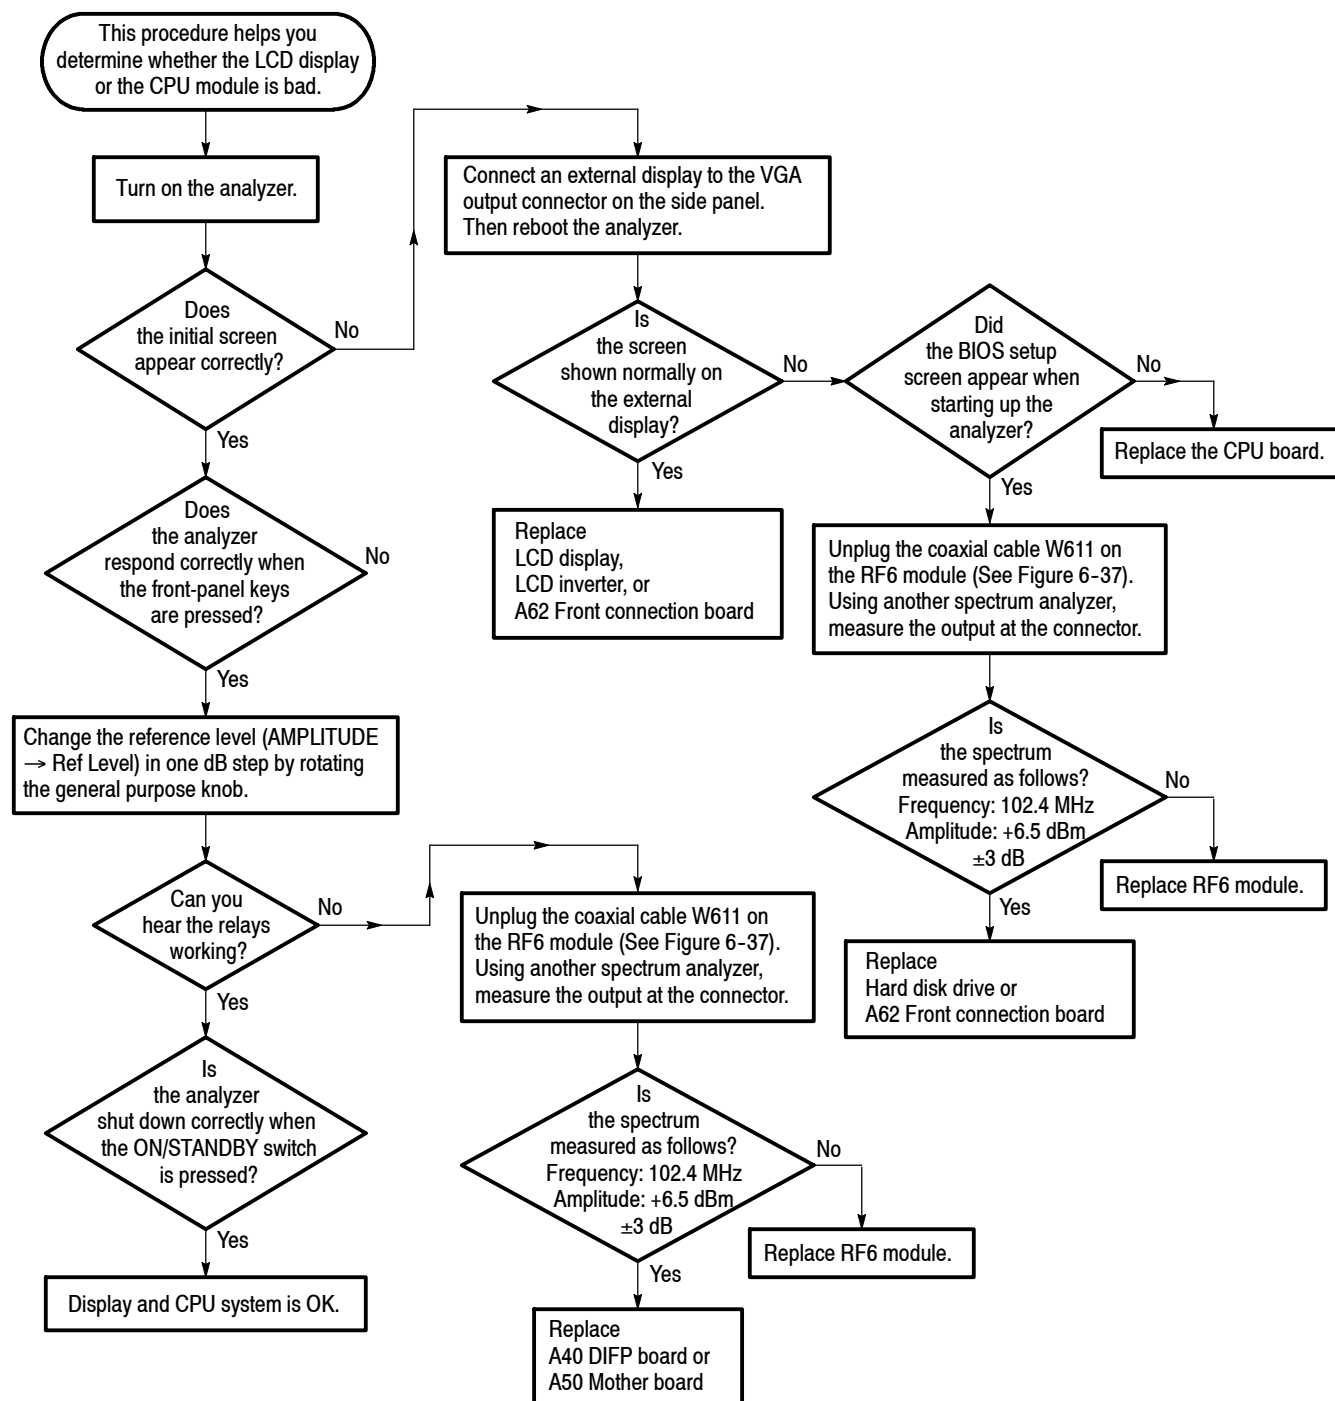 This procedure helps you
determine whether the LCD display
or the CPU module is bad.
Turn on the analyzer.
Does
the initial screen
appear correctly?
No
Yes
Does
the analyzer
respond correctly when
the front-panel keys
are pressed?
No
Yes
Change the reference level (AMPLITUDE
→ Ref Level) in one dB step by rotating
the general purpose knob.
Can you
hear the relays
working?
No
Yes
Is
the analyzer
shut down correctly when
the ON/STANDBY switch
is pressed?
Yes
Display and CPU system is OK.
Connect an external display to the VGA
output connector on the side panel.
Then reboot the analyzer.
Is
the screen
shown normally on
the external
display?
No
Yes
Replace
LCD display,
LCD inverter, or
A62 Front connection board
Did
the BIOS setup
screen appear when
starting up the
analyzer?
No
Replace the CPU board.
Yes
Unplug the coaxial cable W611 on
the RF6 module (See Figure 6-37).
Using another spectrum analyzer,
measure the output at the connector.
Is
the spectrum
measured as follows?
Frequency: 102.4 MHz
Amplitude: +6.5 dBm
±3 dB
No
Replace RF6 module.
Yes
Replace
Hard disk drive or
A62 Front connection board
Unplug the coaxial cable W611 on
the RF6 module (See Figure 6-37).
Using another spectrum analyzer,
measure the output at the connector.
Is
the spectrum
measured as follows?
Frequency: 102.4 MHz
Amplitude: +6.5 dBm
±3 dB
No
Replace RF6 module.
Yes
Replace
A40 DIFP board or
A50 Mother board